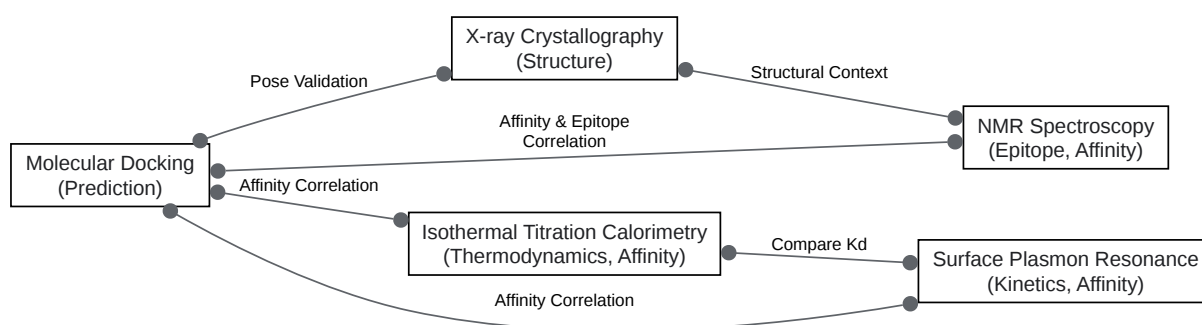 X-ray Crystallography
(Structure)
Pose Validation
Structural Context
Affinity & Epitope
Correlation
NMR Spectroscopy
(Epitope, Affinity)
Molecular Docking
(Prediction)
Affinity Correlation
Isothermal Titration Calorimetry
(Thermodynamics, Affinity)
Compare Kd
Surface Plasmon Resonance
(Kinetics, Affinity)
Affinity Correlation